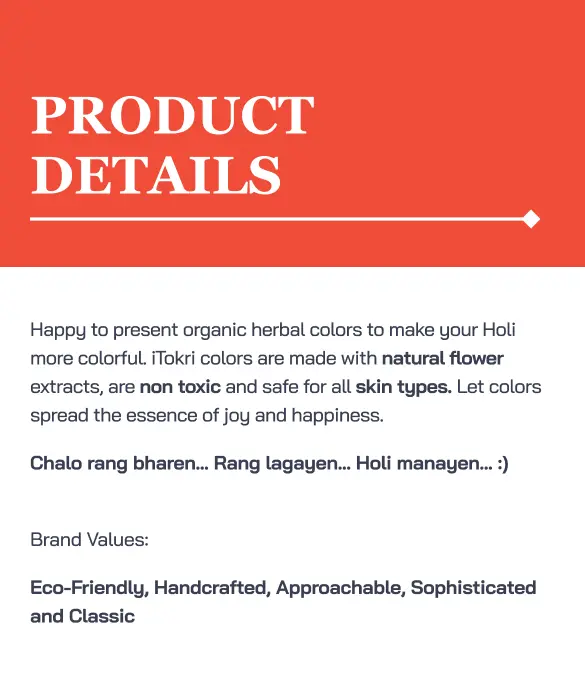 PRODUCT
DETAILS
Happy to present organic herbal colors to make your Holi
more colorful. iTokri colors are made with natural flower
extracts, are non toxic and safe for all skin types. Let colors
spread the essence of joy and happiness.
Chalo rang bharen... Rang lagayen... Holi manayen... :)
Brand Values:
Eco-Friendly, Handcrafted, Approachable, Sophisticated
and Classic